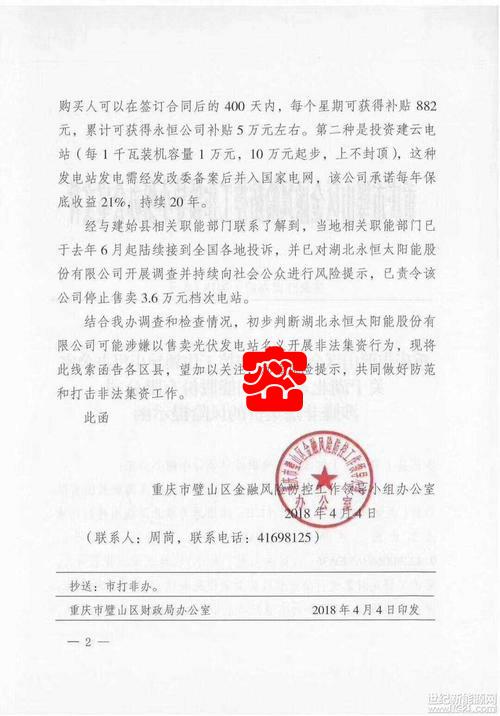 购买人可以在签订合同后的 400 天内，每个星期可获得补贴 882
元，累计可获得永恒公司补贴 5 万元左右。第二种是投资建云电
站（每 1 千瓦装机容量 1 万元，10 万元起步，上不封顶），这种
发电站发电需经发改委备案后并入国家电网，该公司承诺每年保
底收益 21%，持续 20 年。
经与建始县相关职能部门联系了解到，当地相关职能部门已
于去年 6 月起陆续接到全国各地投诉，并已对湖北永恒太阳能股
份有限公司开展调查并持续向社会公众进行风险提示，已责令该
公司停止售卖 3.6 万元档次电站。
结合我办调查和检查情况，初步判断湖北永恒太阳能股份有
限公司可能涉嫌以售卖光伏发电站名义开展非法集资行为，现将
此线索函告各区县，望加以关注 险提示，共同做好防范
和打击非法集资工作。
此函
重庆市璧山区金融风险防控工作领导小组办公室
2018 年 4 月 4 日
（联系人：周茼，联系电话：41698125）
抄送：市打非办。
重庆市璧山区财政局办公室 2018 年 4 月 4 日印发
— 2 —
世纪新能源网
www.ne21.com